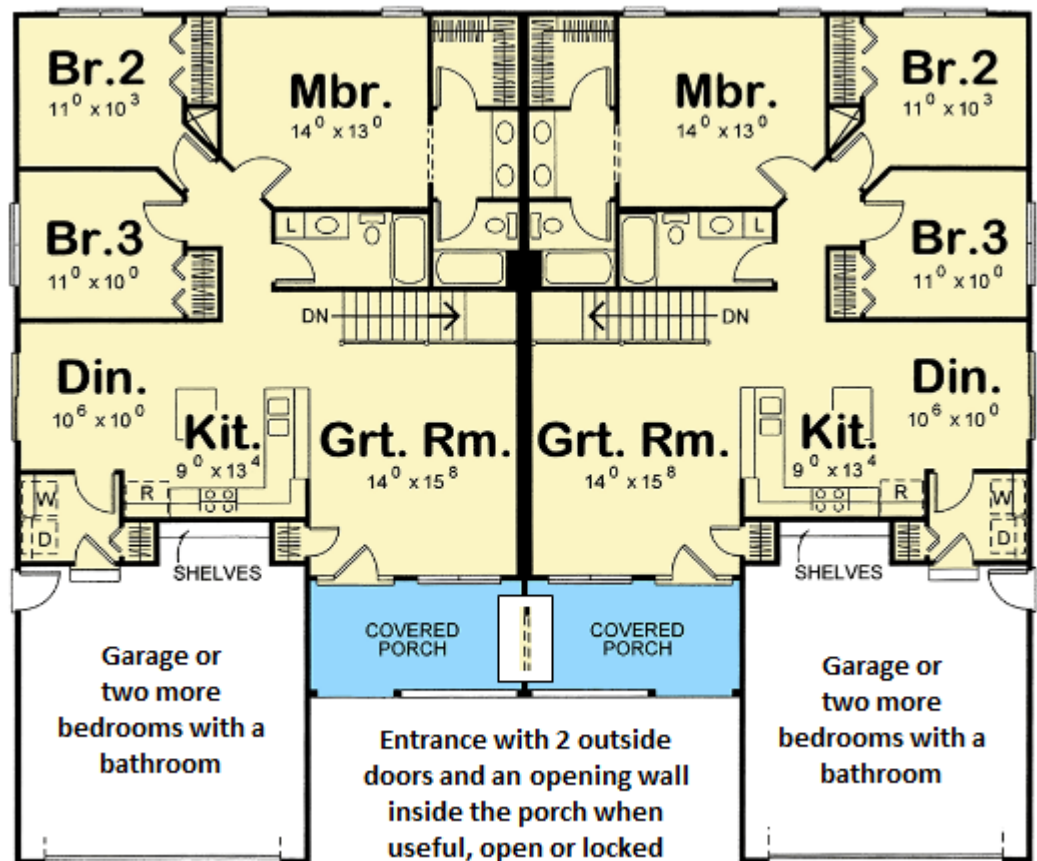 Br.2
11⁰ x 10³
Mbr.
14⁰ x 13⁰
Mbr.
14⁰ x 13⁰
Br.2
11⁰ x 10³
Br.3
11⁰ x 10⁰
L
L
Br.3
11⁰ x 10⁰
DN
DN
Din.
10⁶ x 10⁰
Kit.
9⁰ x 13⁴
Grt. Rm.
14⁰ x 15⁸
Grt. Rm.
14⁰ x 15⁸
Kit.
9⁰ x 13⁴
Din.
10⁶ x 10⁰
W
D
R
R
W
D
SHELVES
SHELVES
COVERED
PORCH
COVERED
PORCH
Garage or
two more
bedrooms with a
bathroom
Garage or
two more
bedrooms with a
bathroom
Entrance with 2 outside
doors and an opening wall
inside the porch when
useful, open or locked